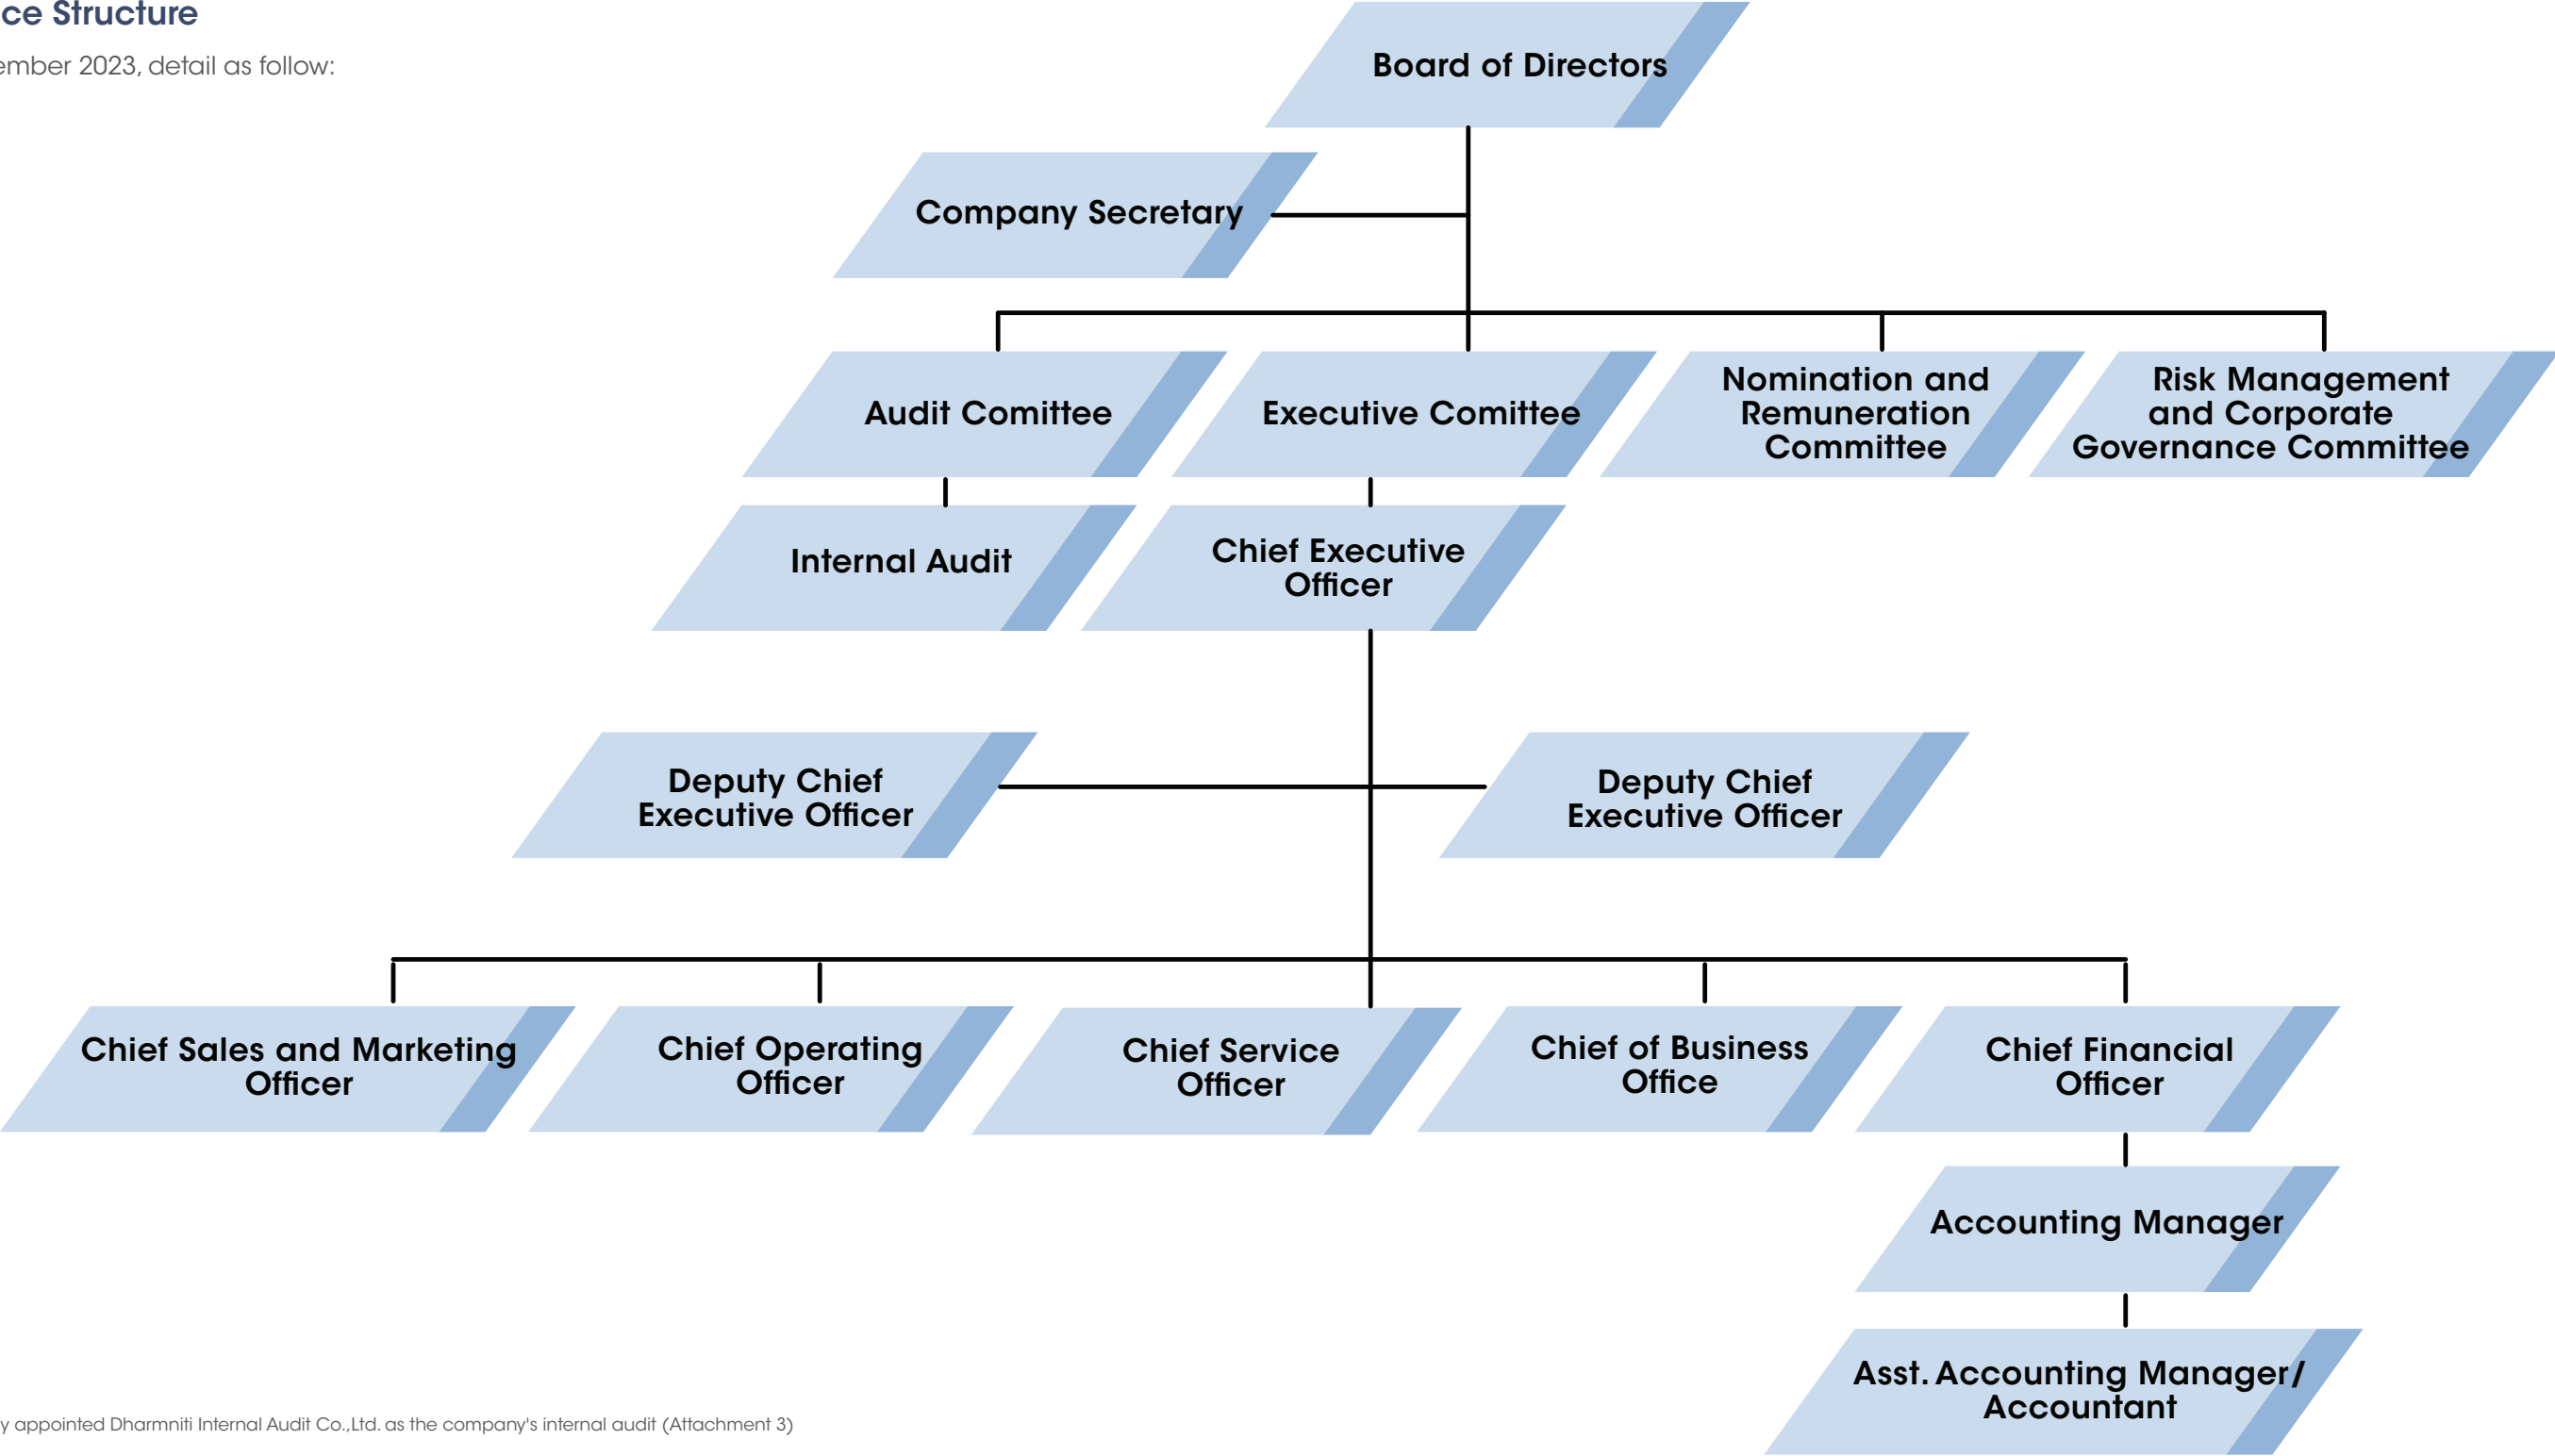 ce Structure
ember 2023, detail as follow:
Board of Directors
Company Secretary
Audit Comittee
Executive Comittee
Nomination and
Remuneration
Committee
Risk Management
and Corporate
Governance Committee
Internal Audit
Chief Executive
Officer
Deputy Chief
Executive Officer
Deputy Chief
Executive Officer
Chief Sales and Marketing
Officer
Chief Operating
Officer
Chief Service
Officer
Chief of Business
Office
Chief Financial
Officer
Accounting Manager
Asst. Accounting Manager/
Accountant
y appointed Dharmniti Internal Audit Co.,Ltd. as the company's internal audit (Attachment 3)